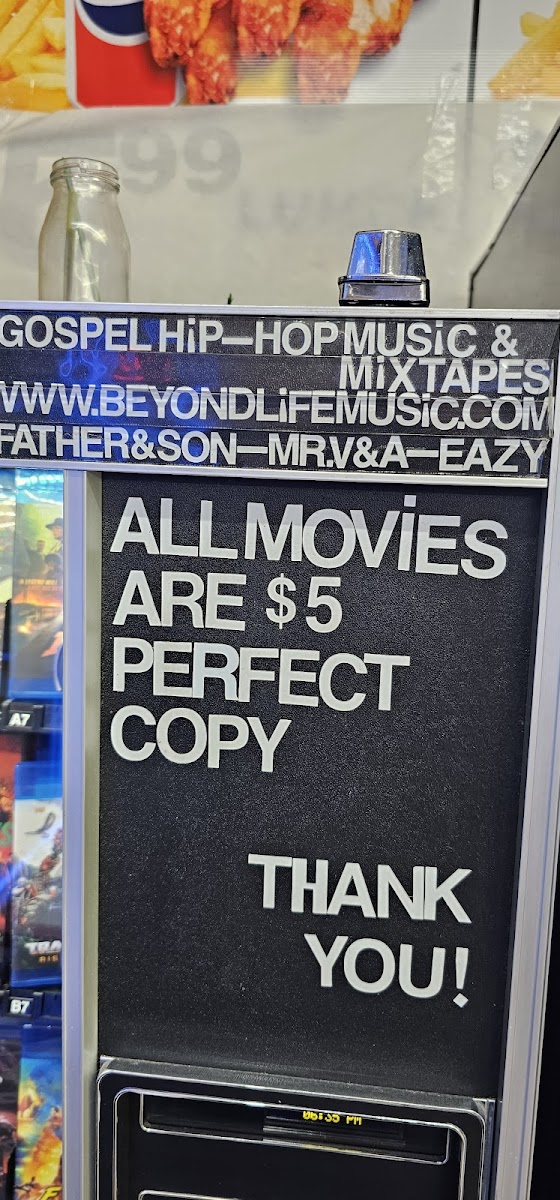 99
GOSPEL HiP-HOP MUSiC &
MiXTAPES
WWW.BEYONDLiFEMUSiC.COM
FATHER&SON-MR.V&A-EAZY
ALL MOViES
ARE $5
PERFECT
COPY
THANK
YOU!
A7
B7